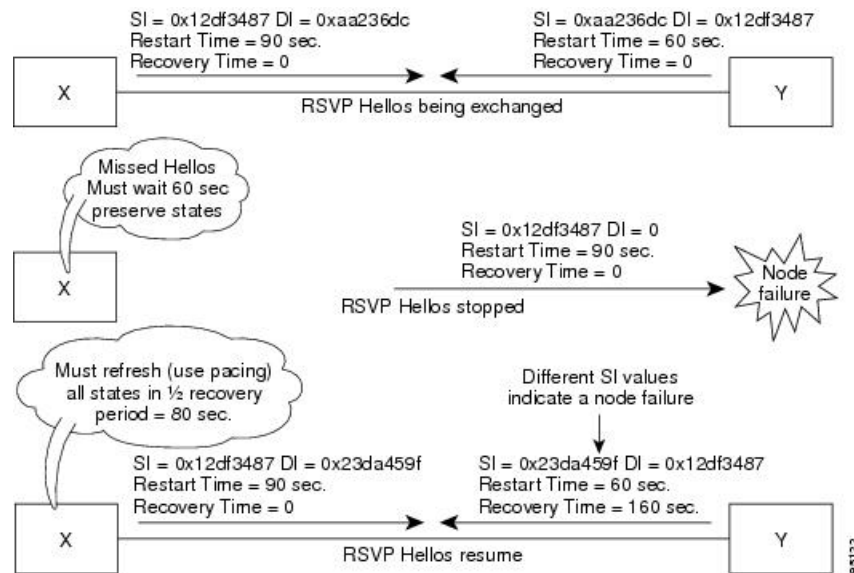 SI = 0x12df3487 DI = 0xaa236dc
Restart Time = 90 sec.
Recovery Time = 0
SI = 0xaa236dc DI = 0x12df3487
Restart Time = 60 sec.
Recovery Time = 0
X
Y
RSVP Hellos being exchanged
Missed Hellos
Must wait 60 sec
preserve states
SI = 0x12df3487 DI = 0
Restart Time = 90 sec.
Recovery Time = 0
X
Node
failure
RSVP Hellos stopped
Must refresh (use pacing)
all states in ½ recovery
period = 80 sec.
Different SI values
indicate a node failure
SI = 0x12df3487 DI = 0x23da459f
Restart Time = 90 sec.
Recovery Time = 0
SI = 0x23da459f DI = 0x12df3487
Restart Time = 60 sec.
Recovery Time = 160 sec.
X
Y
RSVP Hellos resume
95122